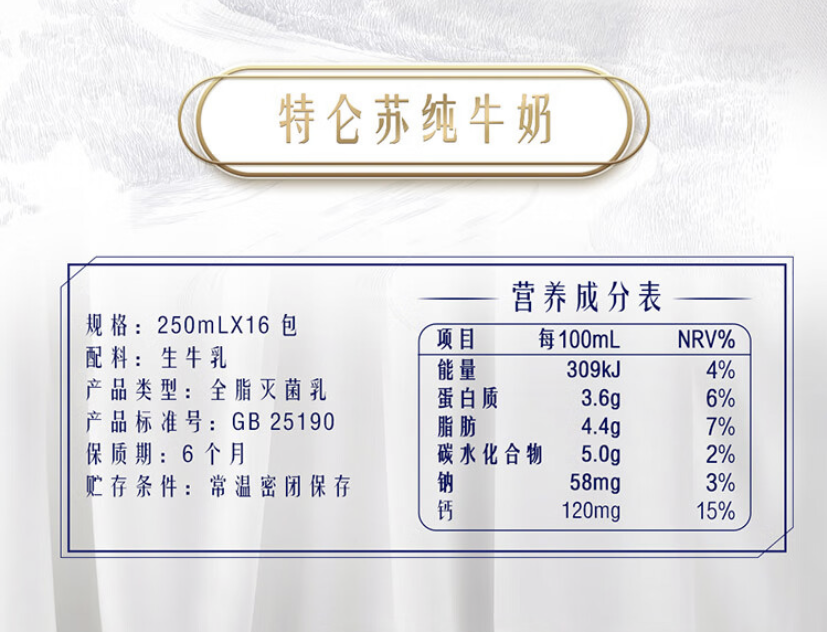 特仑苏纯牛奶
规格：250mLX16 包
配料：生牛乳
产品类型：全脂灭菌乳
产品标准号：GB 25190
保质期：6 个月
贮存条件：常温密闭保存
营养成分表
项目 每100mL NRV%
能量 309kJ 4%
蛋白质 3.6g 6%
脂肪 4.4g 7%
碳水化合物 5.0g 2%
钠 58mg 3%
钙 120mg 15%